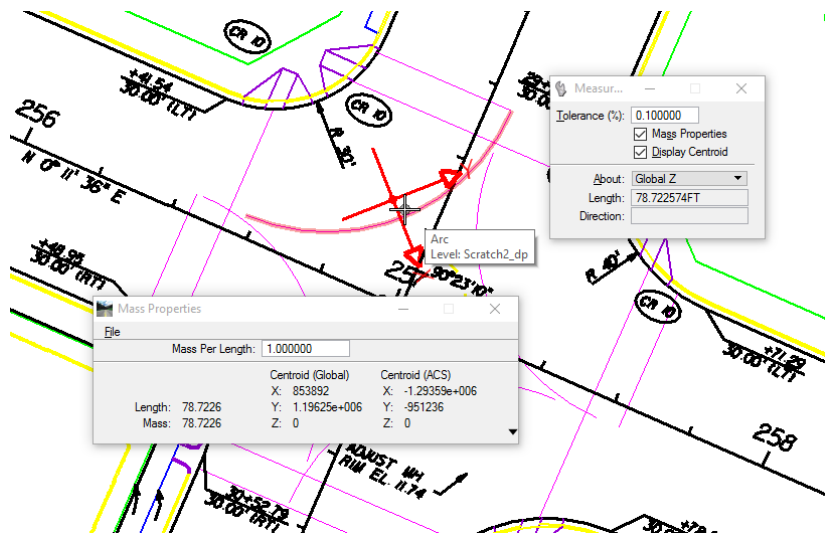 CR 10
+41.54
30.00' (LT)
256
N 0° 11' 36" E
CR 10
R 30'
Measur...
Tolerance (%): 0.100000
Mass Properties
Display Centroid
About: Global Z
Length: 78.722574FT
Direction:
Arc
Level: Scratch2_dp
+48.95
30.00' (RT)
257
90°23'10"
R 40'
CR 10
+71.29
30.00' (LT)
Mass Properties
File
Mass Per Length: 1.000000
Centroid (Global) Centroid (ACS)
X: 853892 X: -1.29359e+006
Length: 78.7226 Y: 1.19625e+006 Y: -951236
Mass: 78.7226 Z: 0 Z: 0
258
ADJUST MH
RIM EL. 11.74
30+52.79
30.00' (RT)